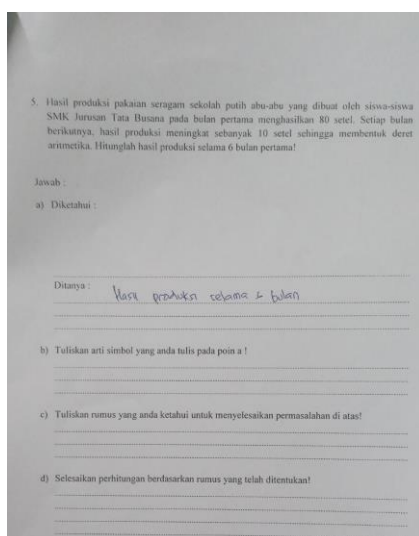 5. Hasil produksi pakaian seragam sekolah putih abu-abu yang dibuat oleh siswa-siswa
SMK Jurusan Tata Busana pada bulan pertama menghasilkan 80 setel. Setiap bulan
berikutnya, hasil produksi meningkat sebanyak 10 setel sehingga membentuk deret
aritmetika. Hitunglah hasil produksi selama 6 bulan pertama!
Jawab :
a) Diketahui :
Ditanya :
Hasil produksi selama bulan
b) Tuliskan arti simbol yang anda tulis pada poin a !
c) Tuliskan rumus yang anda ketahui untuk menyelesaikan permasalahan di atas!
d) Selesaikan perhitungan berdasarkan rumus yang telah ditentukan!